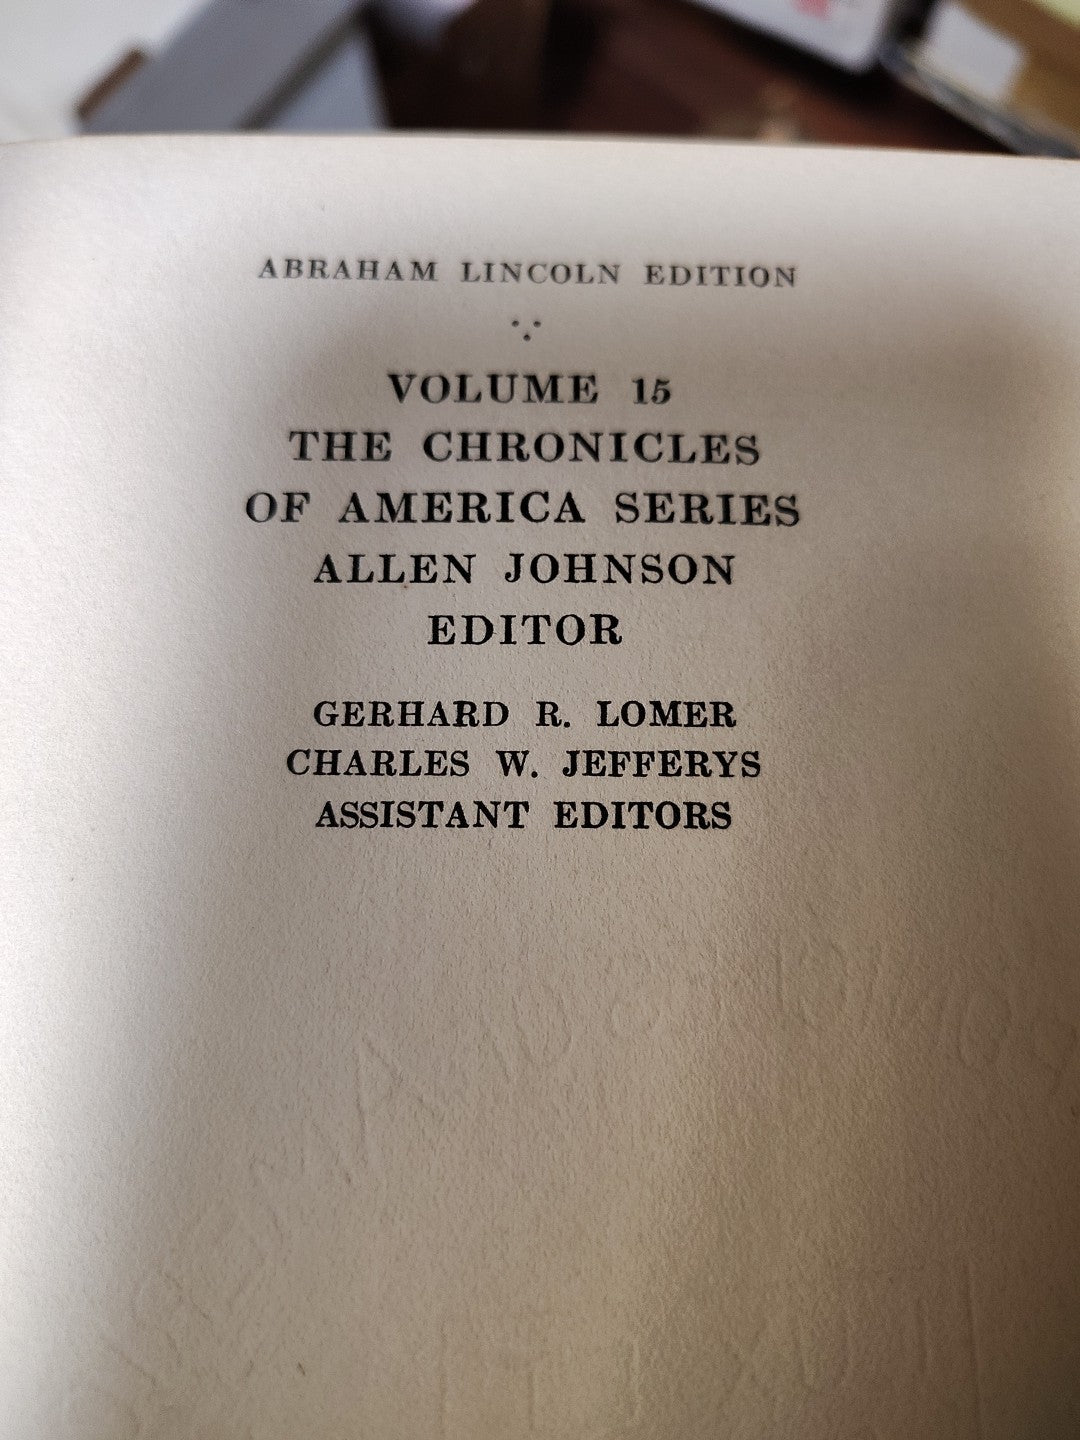 ABRAHAM LINCOLN EDITION
VOLUME 15
THE CHRONICLES
OF AMERICA SERIES
ALLEN JOHNSON
EDITOR
GERHARD R. LOMER
CHARLES W. JEFFERYS
ASSISTANT EDITORS